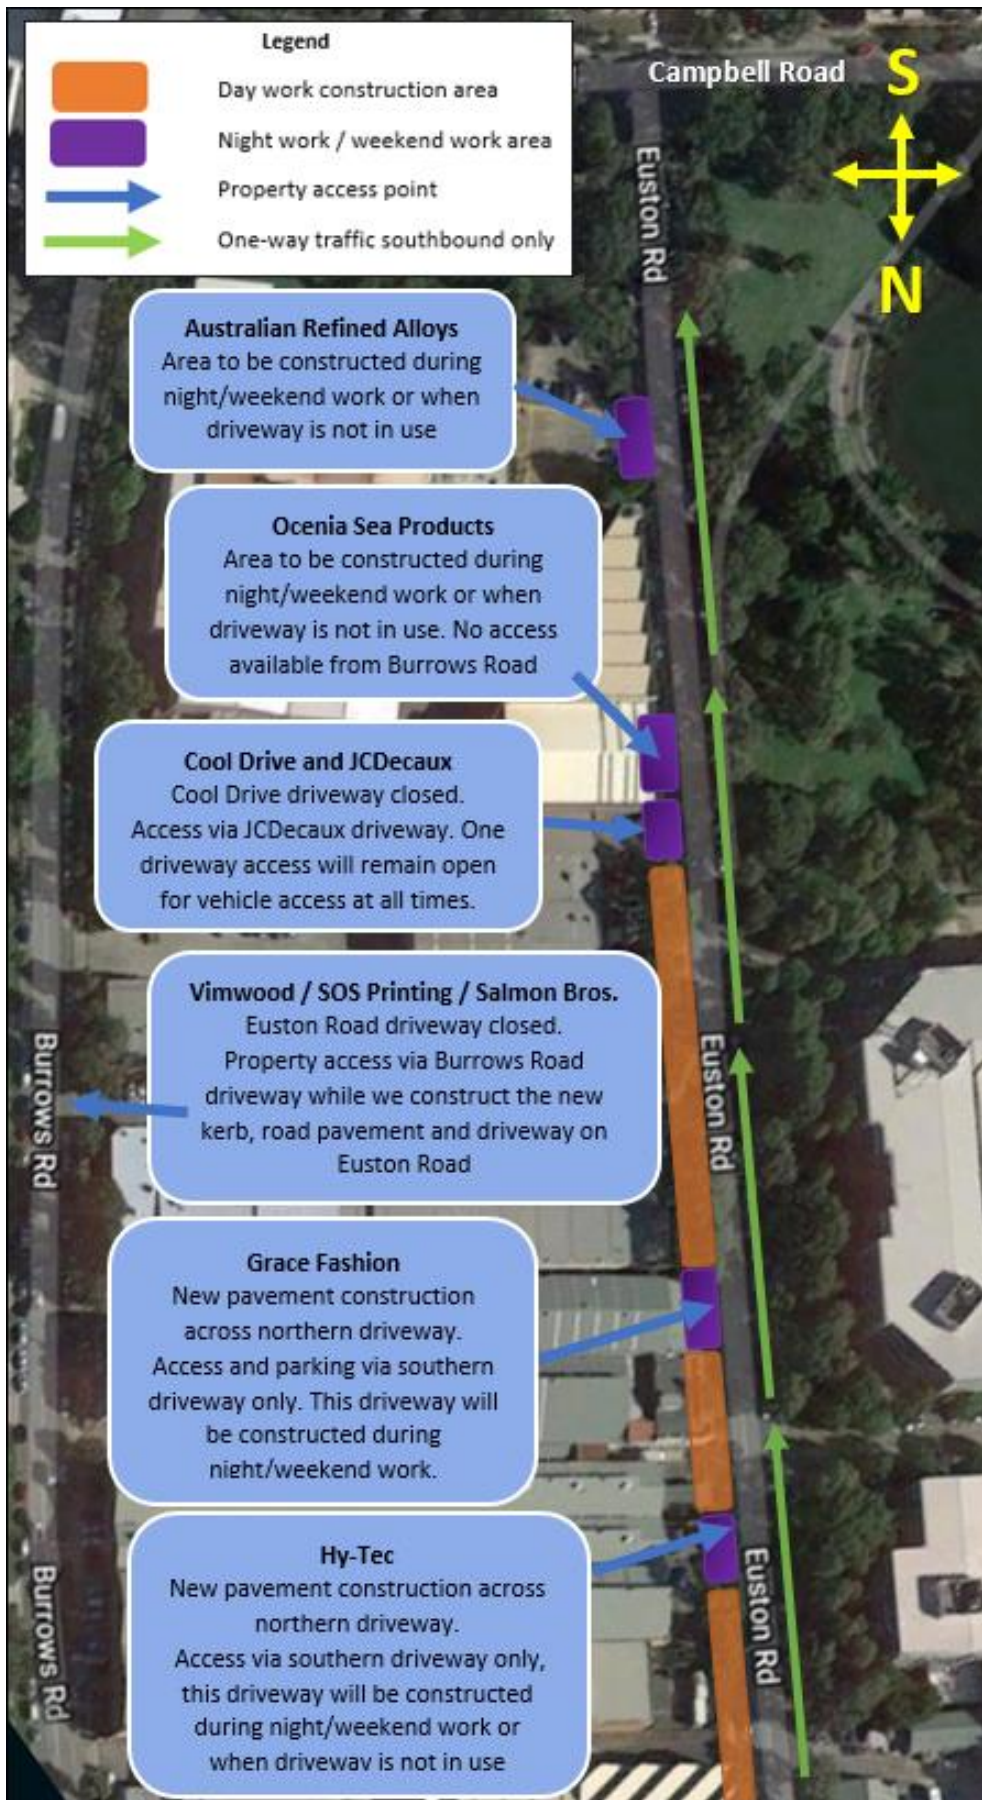 Legend
Day work construction area
Night work / weekend work area
Property access point
One-way traffic southbound only
Campbell Road
S
N
Euston Rd
Australian Refined Alloys
Area to be constructed during
night/weekend work or when
driveway is not in use
Ocenia Sea Products
Area to be constructed during
night/weekend work or when
driveway is not in use. No access
available from Burrows Road
Cool Drive and JCDecaux
Cool Drive driveway closed.
Access via JCDecaux driveway. One
driveway access will remain open
for vehicle access at all times.
Vimwood / SOS Printing / Salmon Bros.
Euston Road driveway closed.
Property access via Burrows Road
driveway while we construct the new
kerb, road pavement and driveway on
Euston Road
Burrows Rd
Euston Rd
Grace Fashion
New pavement construction
across northern driveway.
Access and parking via southern
driveway only. This driveway will
be constructed during
night/weekend work.
Hy-Tec
New pavement construction across
northern driveway.
Access via southern driveway only,
this driveway will be constructed
during night/weekend work or
when driveway is not in use
Burrows Rd
Euston Rd